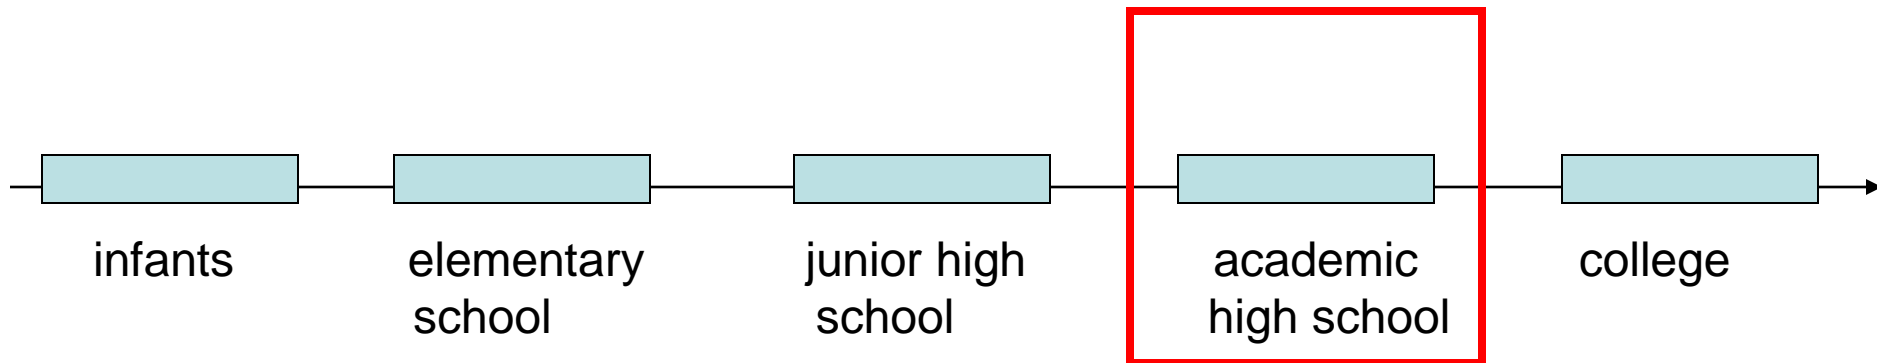 infants
elementary
school
junior high
school
academic
high school
college